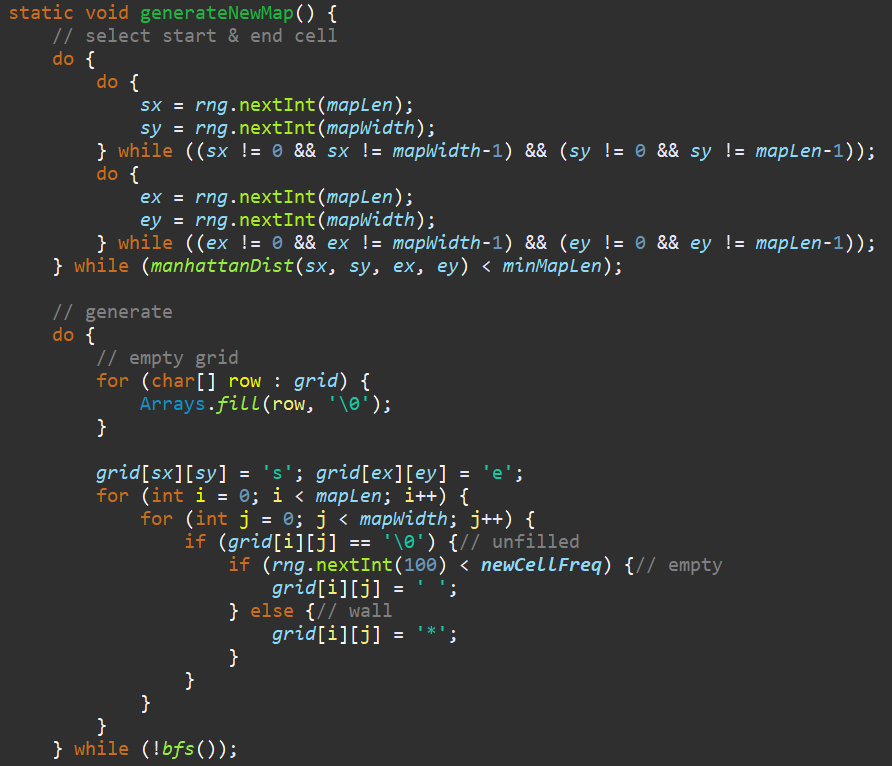 static void generateNewMap() {
    // select start & end cell
    do {
        do {
            sx = rng.nextInt(mapLen);
            sy = rng.nextInt(mapWidth);
        } while ((sx != 0 && sx != mapWidth-1) && (sy != 0 && sy != mapLen-1));
        do {
            ex = rng.nextInt(mapLen);
            ey = rng.nextInt(mapWidth);
        } while ((ex != 0 && ex != mapWidth-1) && (ey != 0 && ey != mapLen-1));
    } while (manhattanDist(sx, sy, ex, ey) < minMapLen);

    // generate
    do {
        // empty grid
        for (char[] row : grid) {
            Arrays.fill(row, '\0');
        }

        grid[sx][sy] = 's'; grid[ex][ey] = 'e';
        for (int i = 0; i < mapLen; i++) {
            for (int j = 0; j < mapWidth; j++) {
                if (grid[i][j] == '\0') {// unfilled
                    if (rng.nextInt(100) < newCellFreq) {// empty
                        grid[i][j] = ' ';
                    } else {// wall
                        grid[i][j] = '*';
                    }
                }
            }
        }
    } while (!bfs());